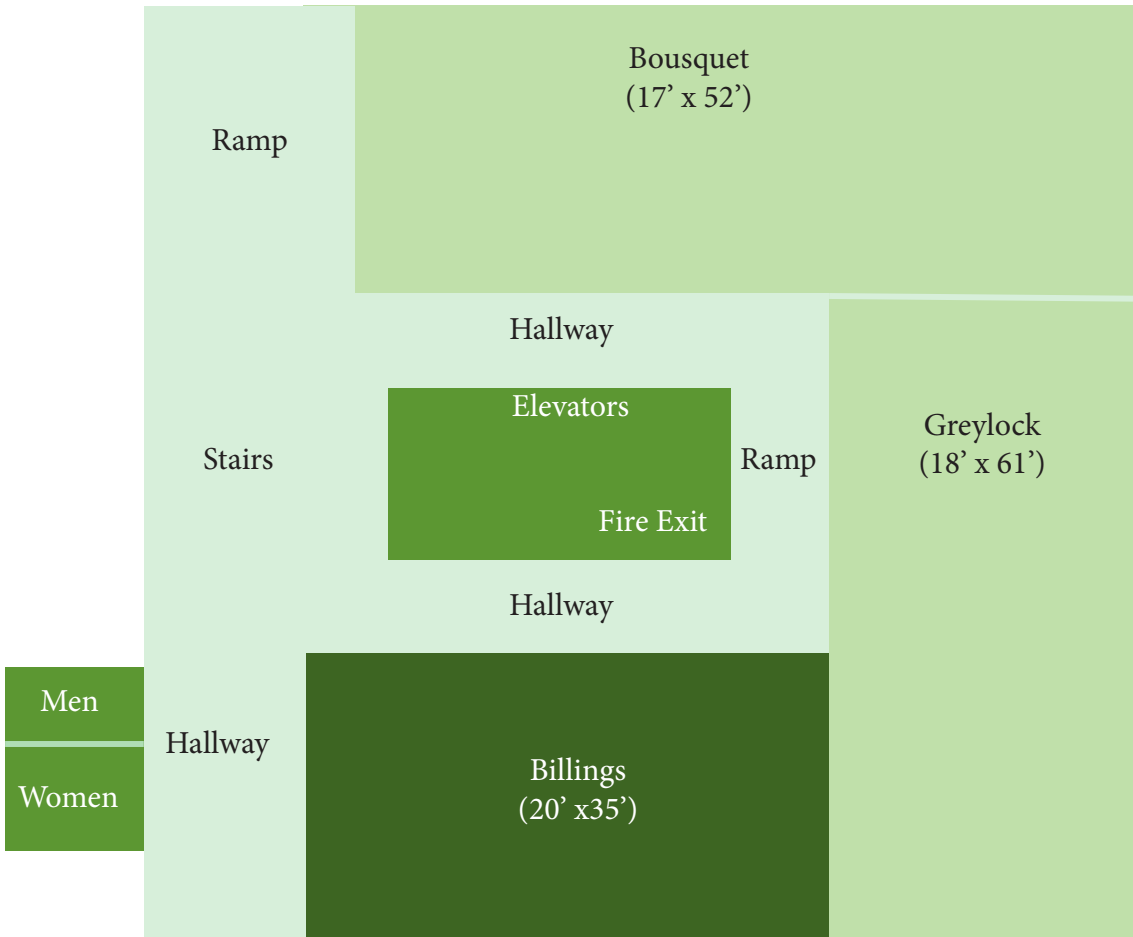 Bousquet
(17’ x 52’)
Ramp
Hallway
Elevators
Greylock
(18’ x 61’)
Stairs
Ramp
Fire Exit
Hallway
Men
Hallway
Women
Billings
(20’ x35’)